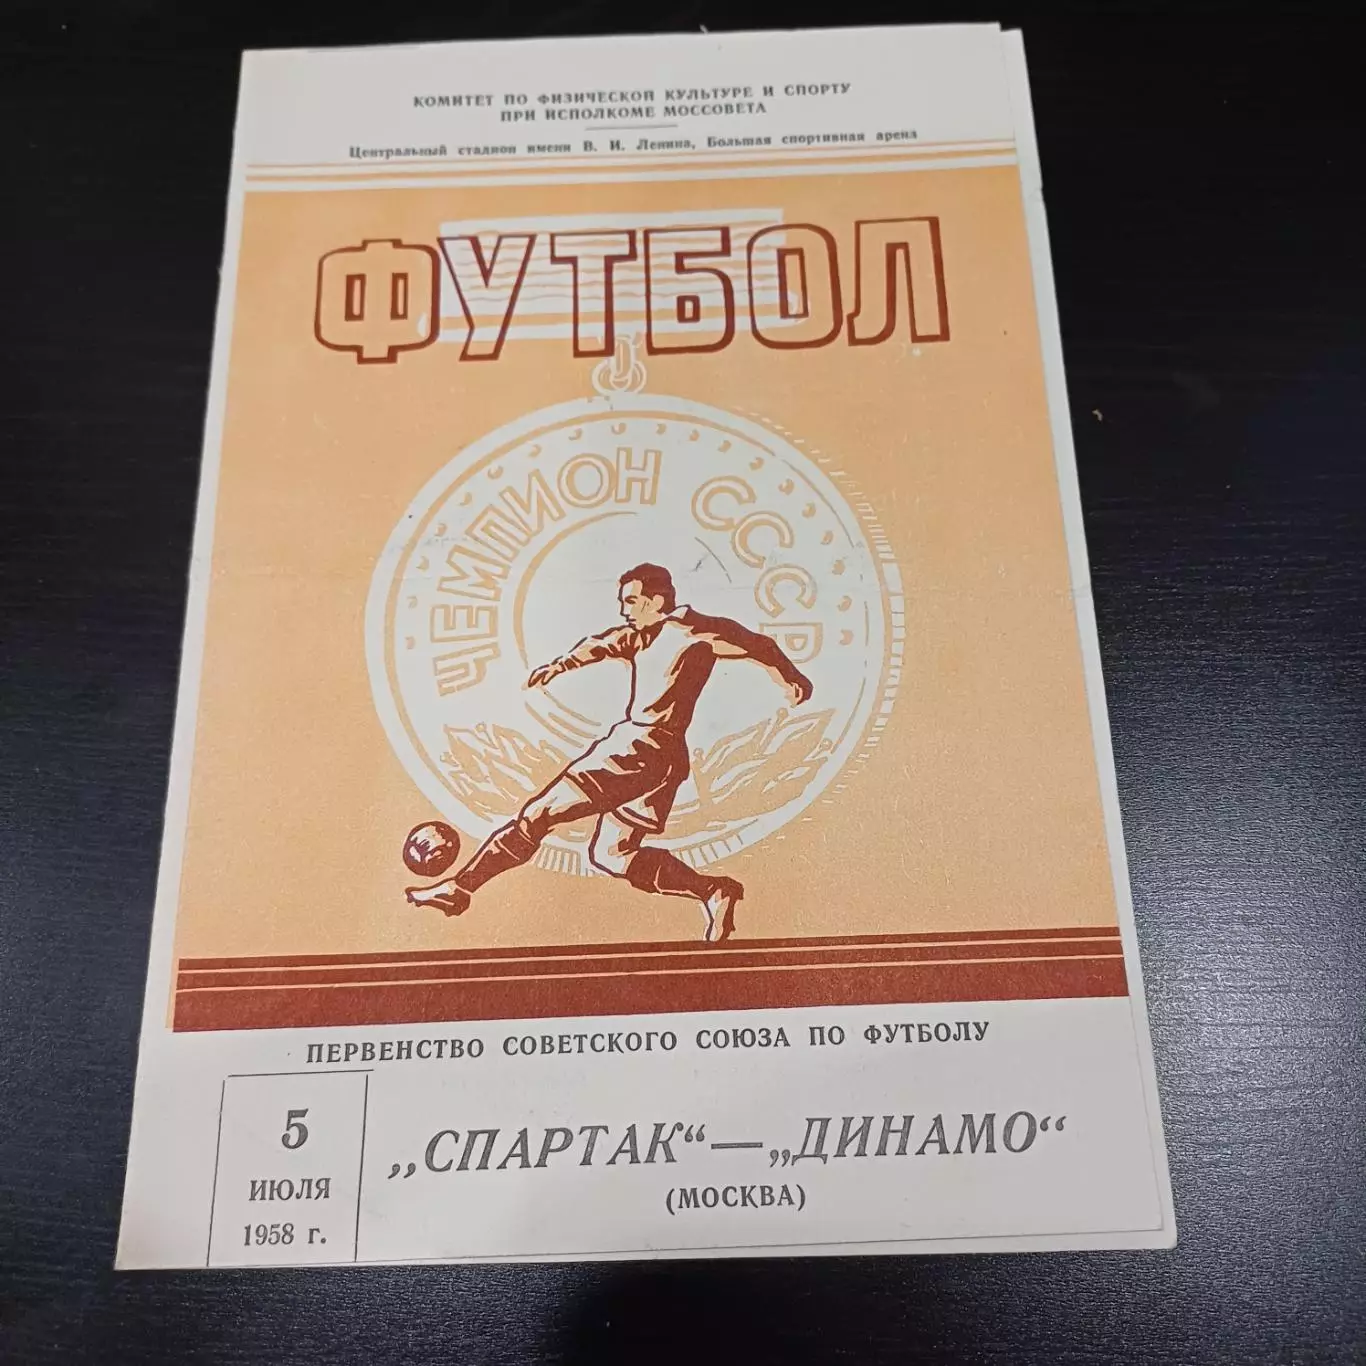 КОМИТЕТ ПО ФИЗИЧЕСКОЙ КУЛЬТУРЕ И СПОРТУ
ПРИ ИСПОЛКОМЕ МОССОВЕТА
Центральный стадион имени В. И. Ленина, Большая спортивная арена
ФУТБОЛ
ЧЕМПИОН СССР
ПЕРВЕНСТВО СОВЕТСКОГО СОЮЗА ПО ФУТБОЛУ
5
ИЮЛЯ
1958 г.
„СПАРТАК“—„ДИНАМО“
(МОСКВА)